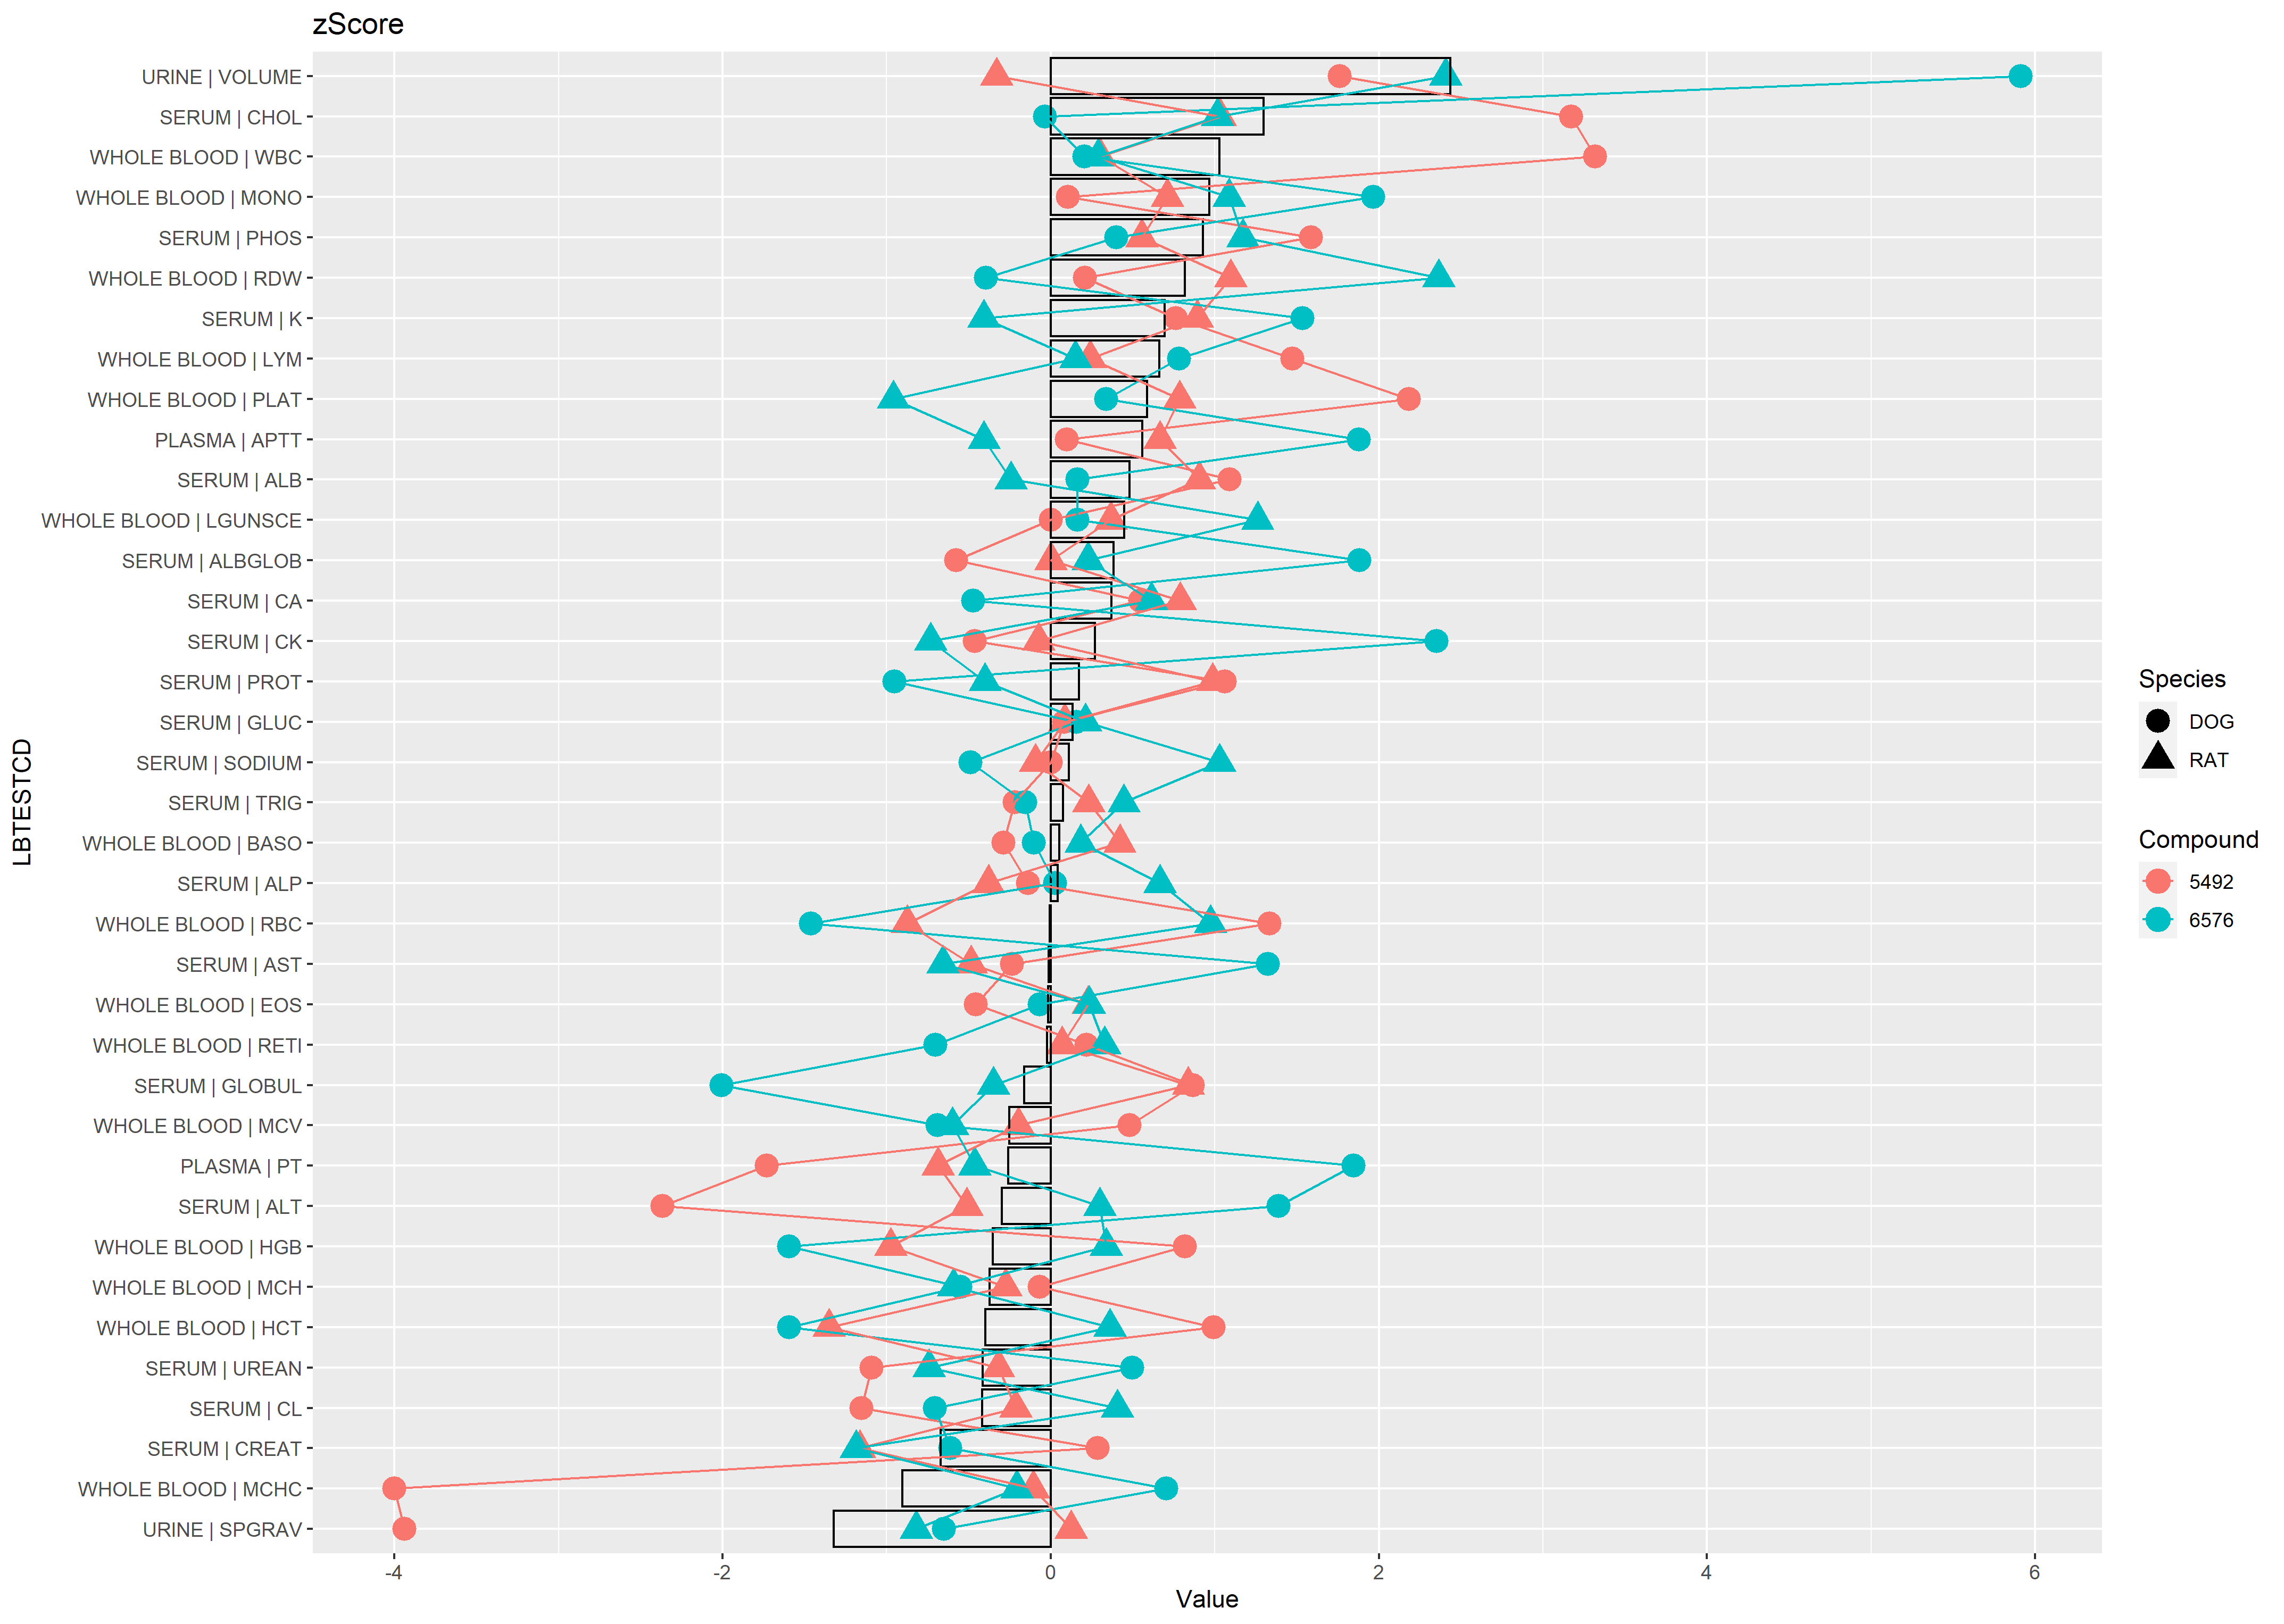 zScore
URINE | VOLUME
SERUM | CHOL
WHOLE BLOOD | WBC
WHOLE BLOOD | MONO
SERUM | PHOS
WHOLE BLOOD | RDW
SERUM | K
WHOLE BLOOD | LYM
WHOLE BLOOD | PLAT
PLASMA | APTT
SERUM | ALB
WHOLE BLOOD | LGUNSCE
SERUM | ALBGLOB
SERUM | CA
SERUM | CK
SERUM | PROT
SERUM | GLUC
SERUM | SODIUM
SERUM | TRIG
WHOLE BLOOD | BASO
SERUM | ALP
WHOLE BLOOD | RBC
SERUM | AST
WHOLE BLOOD | EOS
WHOLE BLOOD | RETI
SERUM | GLOBUL
WHOLE BLOOD | MCV
PLASMA | PT
SERUM | ALT
WHOLE BLOOD | HGB
WHOLE BLOOD | MCH
WHOLE BLOOD | HCT
SERUM | UREAN
SERUM | CL
SERUM | CREAT
WHOLE BLOOD | MCHC
URINE | SPGRAV
LBTESTCD
-4 -2 0 2 4 6
Value
Species
DOG
RAT
Compound
5492
6576